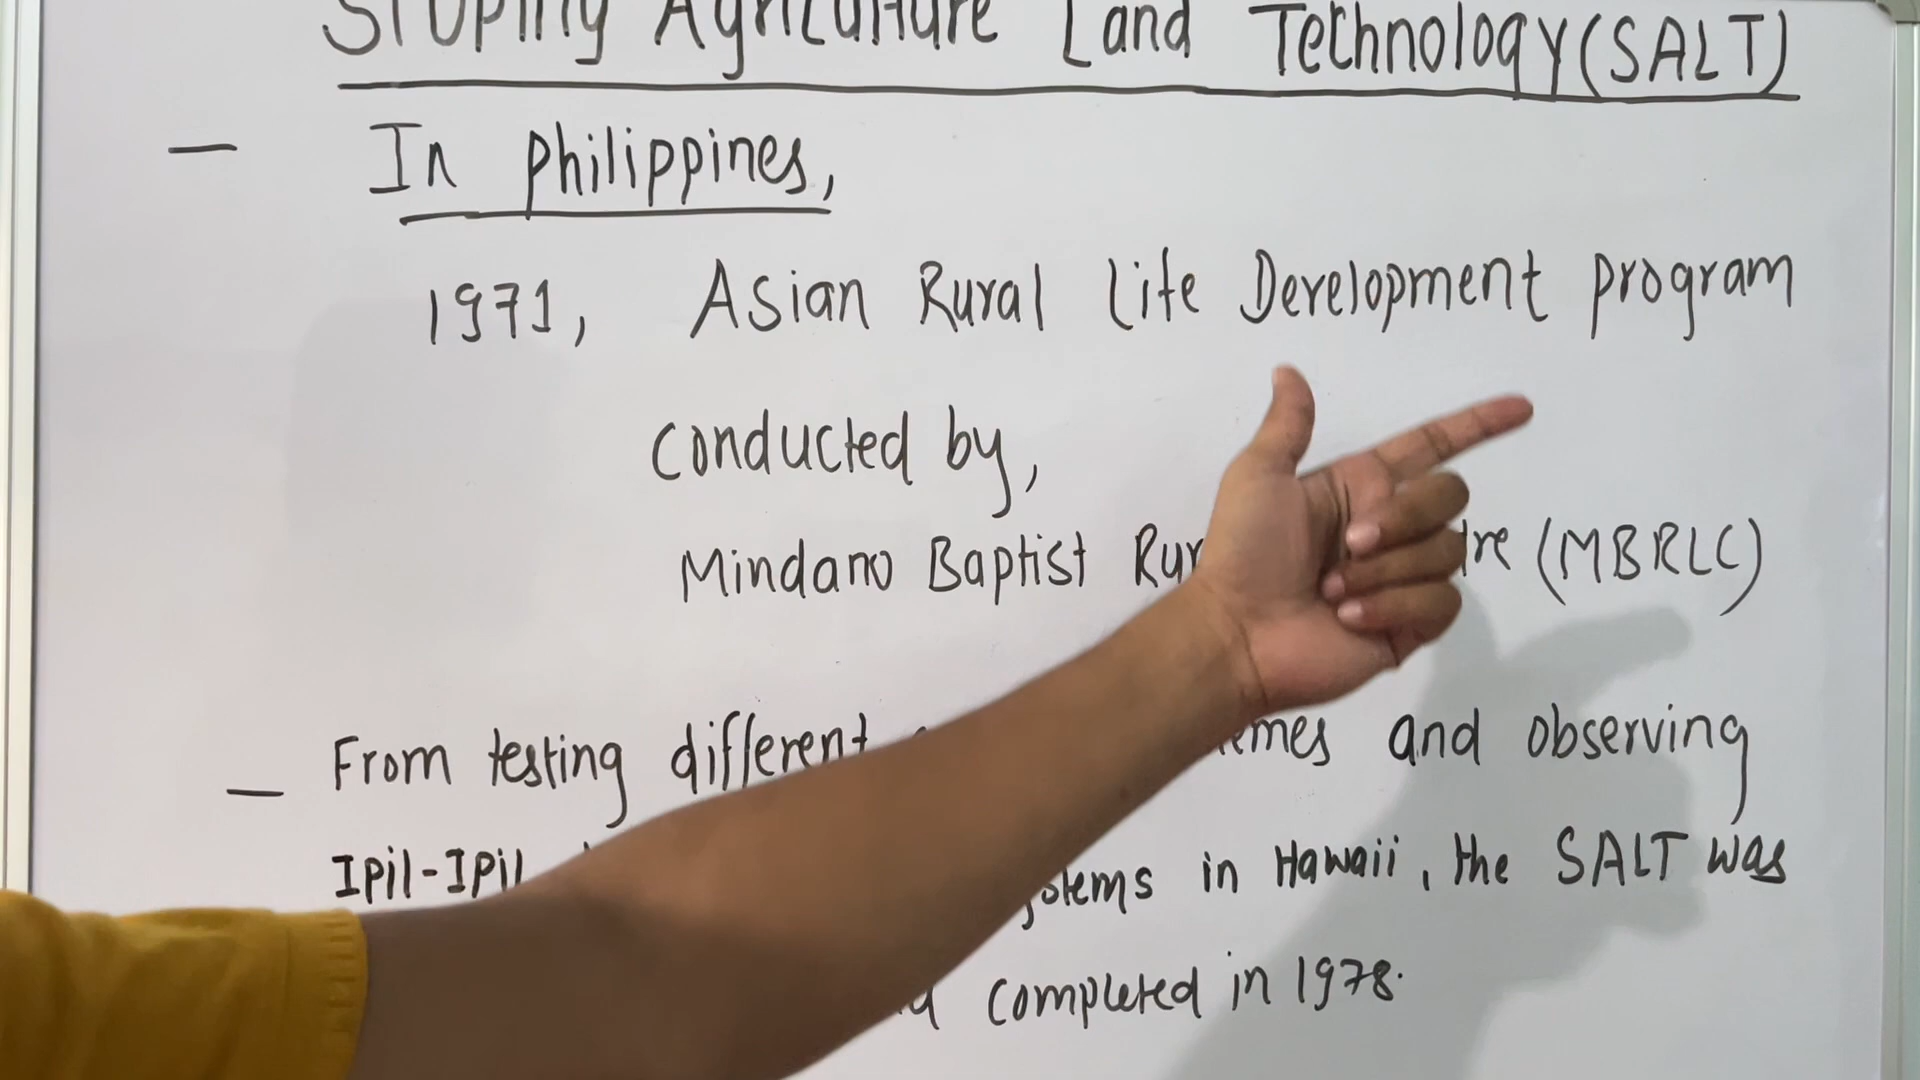 Sloping Agriculture Land Technology (SALT)
— In philippines,
1971, Asian Rural Life Development program
conducted by,
Mindano Baptist (MBRLC)
— From testing different and observing
Ipil-Ipil in Hawaii, the SALT was
completed in 1978.